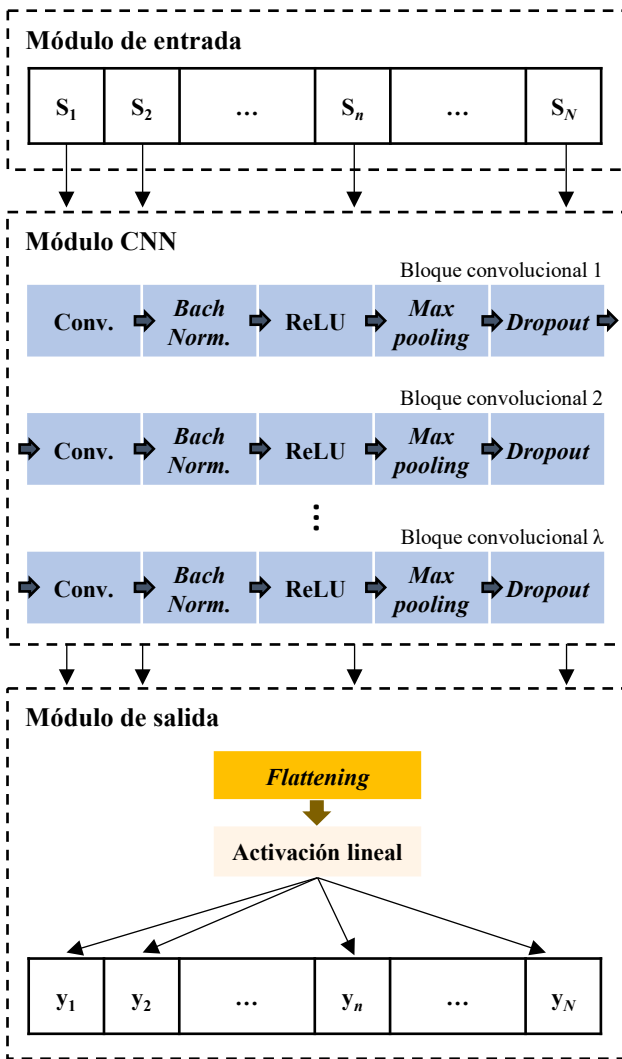 Módulo de entrada
S₁ S₂ ... Sₙ ... S_N
Módulo CNN
Bloque convolucional 1
Conv. Bach Norm. ReLU Max pooling Dropout
Bloque convolucional 2
Conv. Bach Norm. ReLU Max pooling Dropout
⋮
Bloque convolucional λ
Conv. Bach Norm. ReLU Max pooling Dropout
Módulo de salida
Flattening
Activación lineal
y₁ y₂ ... yₙ ... y_N